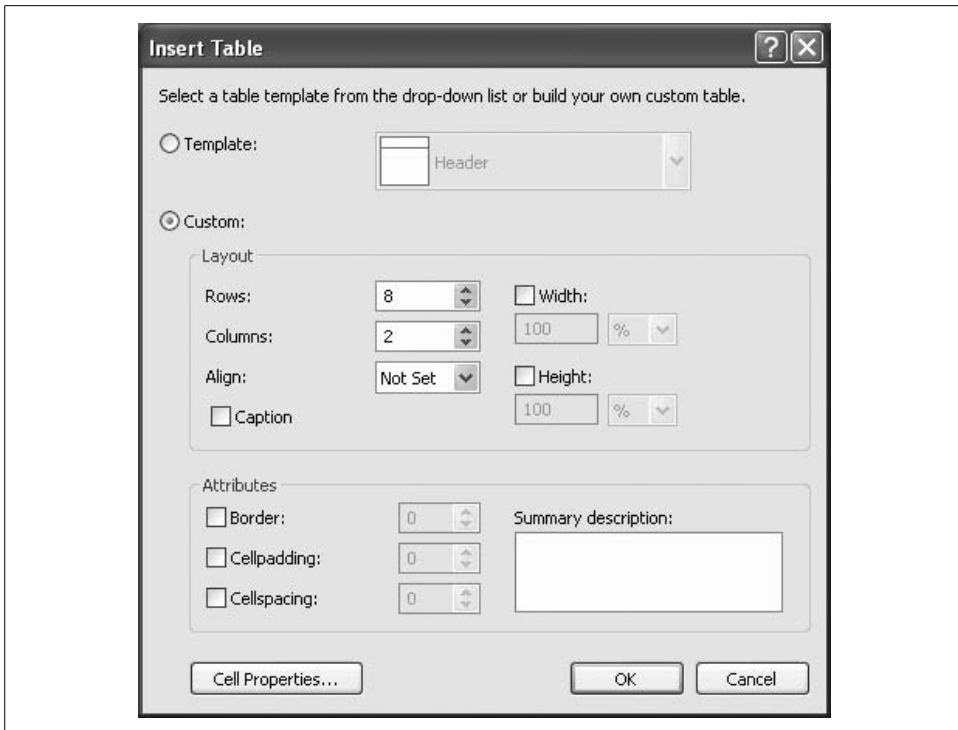 Insert Table
Select a table template from the drop-down list or build your own custom table.
Template:
Header
Custom:
Layout
Rows:
8
Width:
100
%
Columns:
2
Align:
Not Set
Height:
100
%
Caption
Attributes
Border:
0
Summary description:
Cellpadding:
0
Cellspacing:
0
Cell Properties...
OK
Cancel